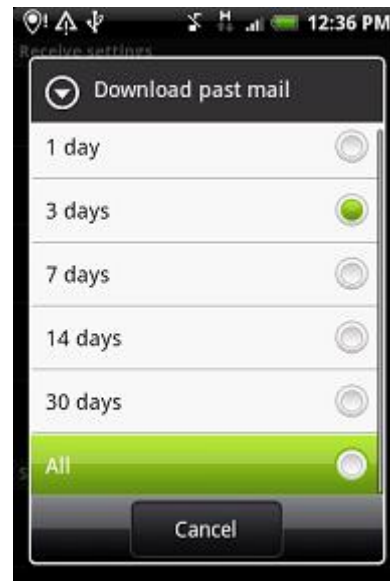 12:36 PM
Receive settings
Download past mail
1 day
3 days
7 days
14 days
30 days
All
Cancel